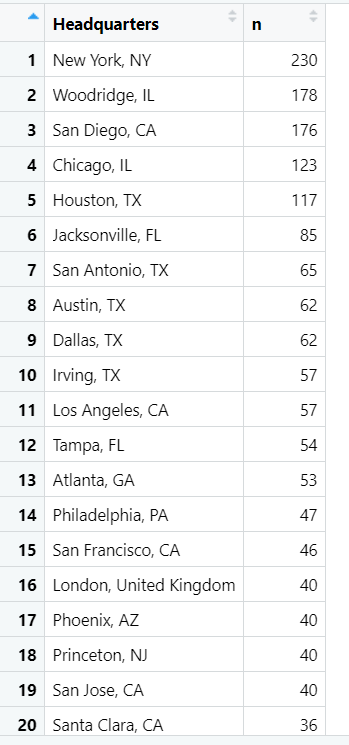 Headquarters n
1 New York, NY 230
2 Woodridge, IL 178
3 San Diego, CA 176
4 Chicago, IL 123
5 Houston, TX 117
6 Jacksonville, FL 85
7 San Antonio, TX 65
8 Austin, TX 62
9 Dallas, TX 62
10 Irving, TX 57
11 Los Angeles, CA 57
12 Tampa, FL 54
13 Atlanta, GA 53
14 Philadelphia, PA 47
15 San Francisco, CA 46
16 London, United Kingdom 40
17 Phoenix, AZ 40
18 Princeton, NJ 40
19 San Jose, CA 40
20 Santa Clara, CA 36